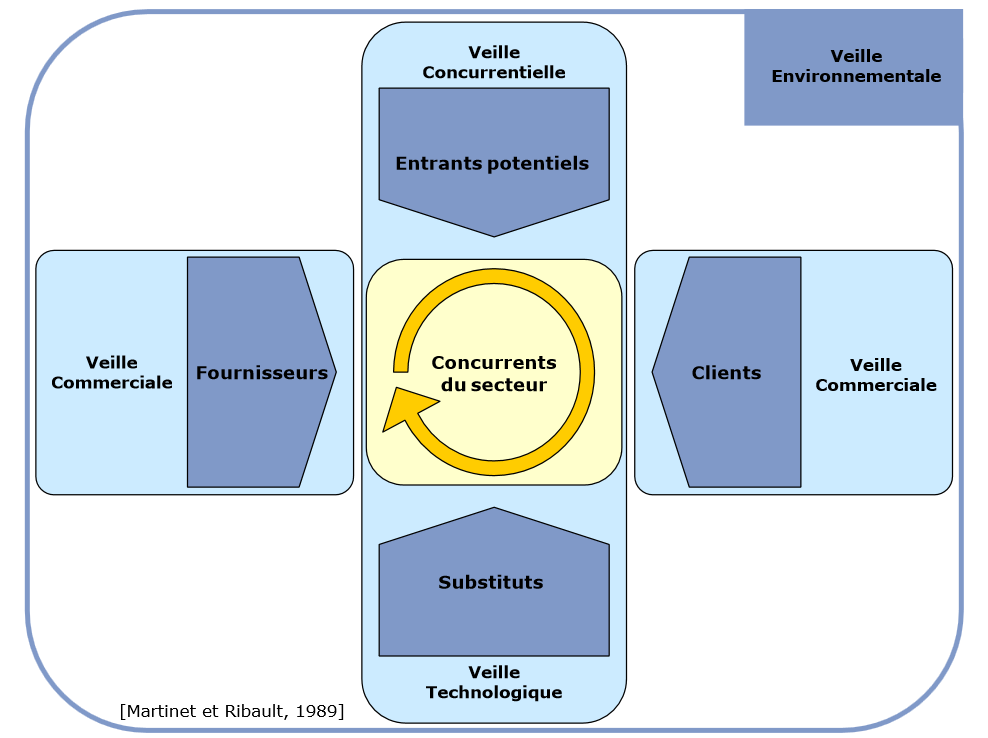 Veille
Concurrentielle
Veille
Environnementale
Entrants potentiels
Veille
Commerciale
Fournisseurs
Concurrents
du secteur
Clients
Veille
Commerciale
Substituts
Veille
Technologique
[Martinet et Ribault, 1989]